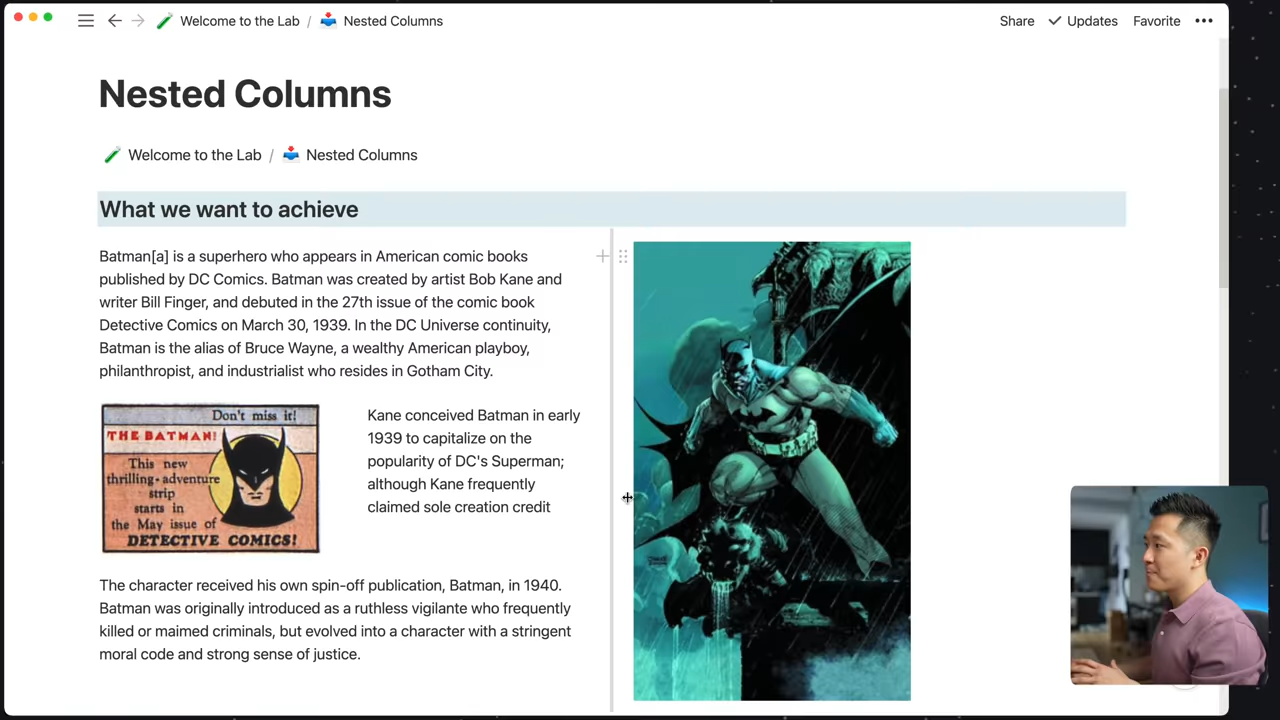 Welcome to the Lab / Nested Columns
Share Updates Favorite
Nested Columns
Welcome to the Lab / Nested Columns
What we want to achieve
Batman[a] is a superhero who appears in American comic books
published by DC Comics. Batman was created by artist Bob Kane and
writer Bill Finger, and debuted in the 27th issue of the comic book
Detective Comics on March 30, 1939. In the DC Universe continuity,
Batman is the alias of Bruce Wayne, a wealthy American playboy,
philanthropist, and industrialist who resides in Gotham City.
Don't miss it!
THE BATMAN!
This new
thrilling-adventure
strip
starts in
the May issue of
DETECTIVE COMICS!
Kane conceived Batman in early
1939 to capitalize on the
popularity of DC's Superman;
although Kane frequently
claimed sole creation credit
The character received his own spin-off publication, Batman, in 1940.
Batman was originally introduced as a ruthless vigilante who frequently
killed or maimed criminals, but evolved into a character with a stringent
moral code and strong sense of justice.